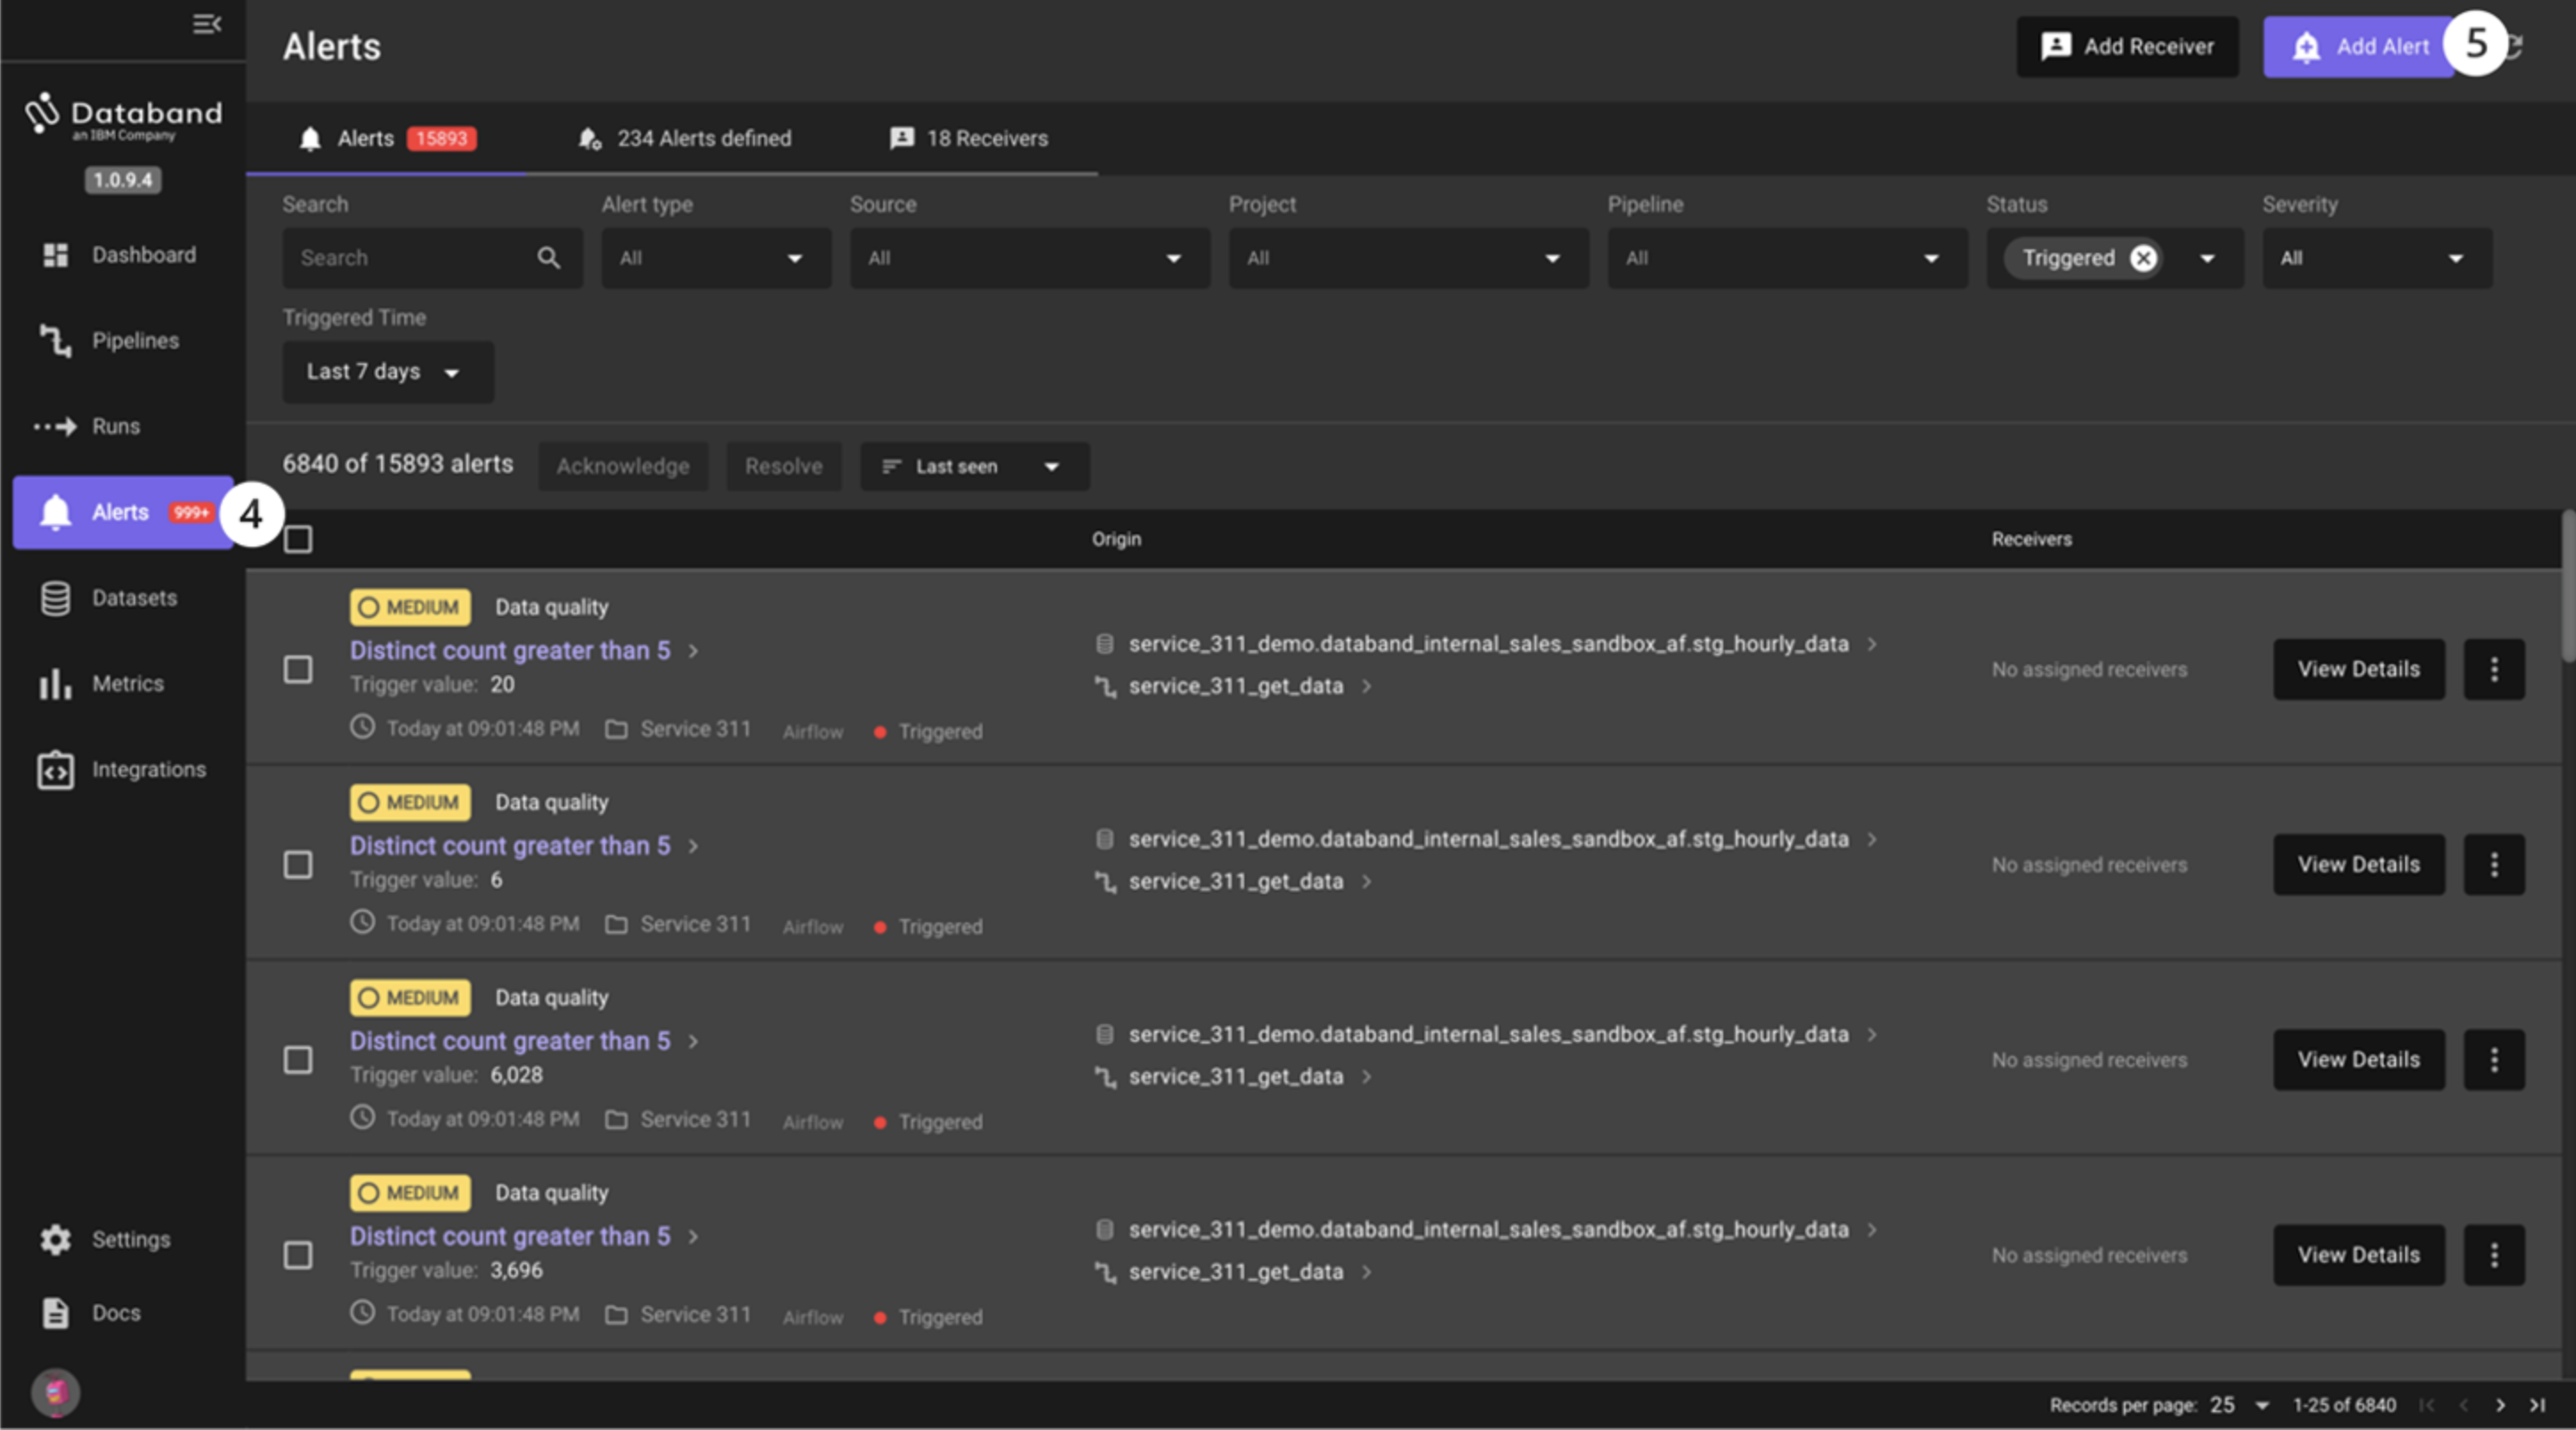 Alerts
Add Receiver
Add Alert
5
Databand
an IBM Company
1.0.9.4
Alerts 15893
234 Alerts defined
18 Receivers
Search
Alert type
Source
Project
Pipeline
Status
Severity
Search
All
All
All
All
Triggered
All
Triggered Time
Last 7 days
Dashboard
Pipelines
Runs
Alerts 999+
4
Datasets
Metrics
Integrations
Settings
Docs
6840 of 15893 alerts
Acknowledge
Resolve
Last seen
Origin
Receivers
MEDIUM Data quality
Distinct count greater than 5
Trigger value: 20
Today at 09:01:48 PM Service 311 Airflow Triggered
service_311_demo.databand_internal_sales_sandbox_af.stg_hourly_data
service_311_get_data
No assigned receivers
View Details
MEDIUM Data quality
Distinct count greater than 5
Trigger value: 6
Today at 09:01:48 PM Service 311 Airflow Triggered
service_311_demo.databand_internal_sales_sandbox_af.stg_hourly_data
service_311_get_data
No assigned receivers
View Details
MEDIUM Data quality
Distinct count greater than 5
Trigger value: 6,028
Today at 09:01:48 PM Service 311 Airflow Triggered
service_311_demo.databand_internal_sales_sandbox_af.stg_hourly_data
service_311_get_data
No assigned receivers
View Details
MEDIUM Data quality
Distinct count greater than 5
Trigger value: 3,696
Today at 09:01:48 PM Service 311 Airflow Triggered
service_311_demo.databand_internal_sales_sandbox_af.stg_hourly_data
service_311_get_data
No assigned receivers
View Details
Records per page: 25 1-25 of 6840